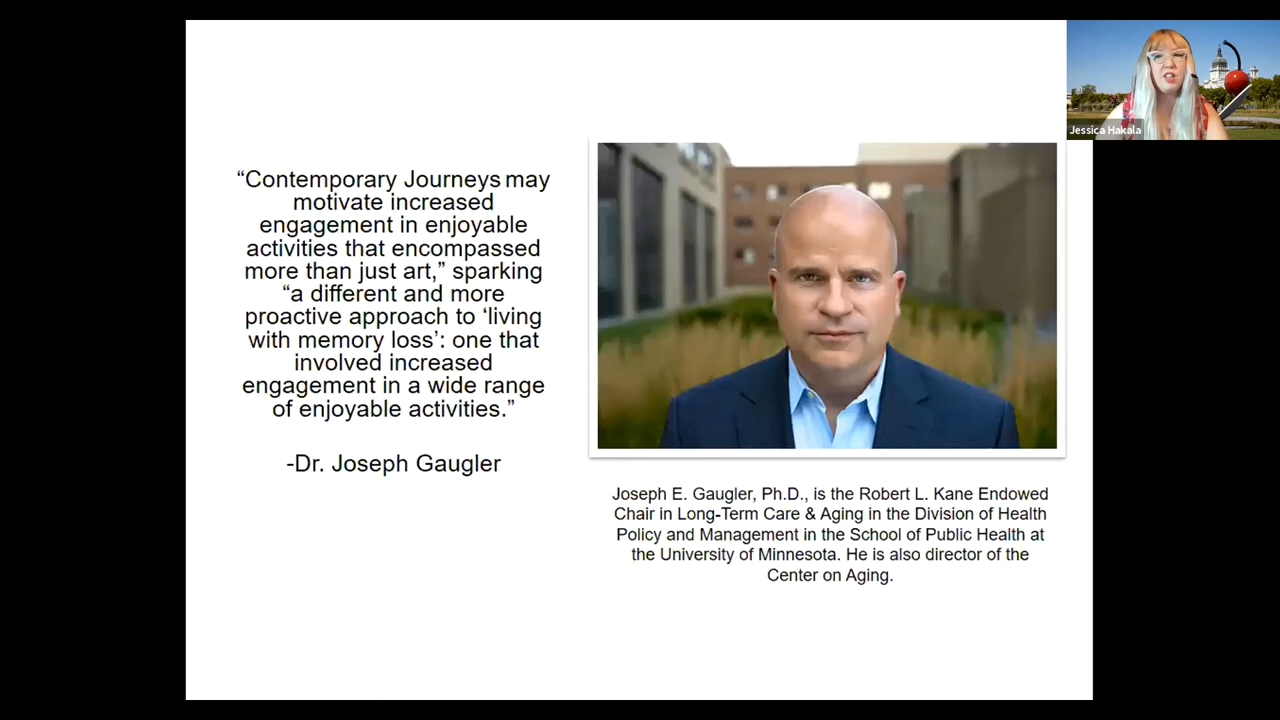 “Contemporary Journeys may
motivate increased
engagement in enjoyable
activities that encompassed
more than just art,” sparking
“a different and more
proactive approach to ‘living
with memory loss’: one that
involved increased
engagement in a wide range
of enjoyable activities.”
-Dr. Joseph Gaugler
Joseph E. Gaugler, Ph.D., is the Robert L. Kane Endowed
Chair in Long-Term Care & Aging in the Division of Health
Policy and Management in the School of Public Health at
the University of Minnesota. He is also director of the
Center on Aging.
Jessica Hakala